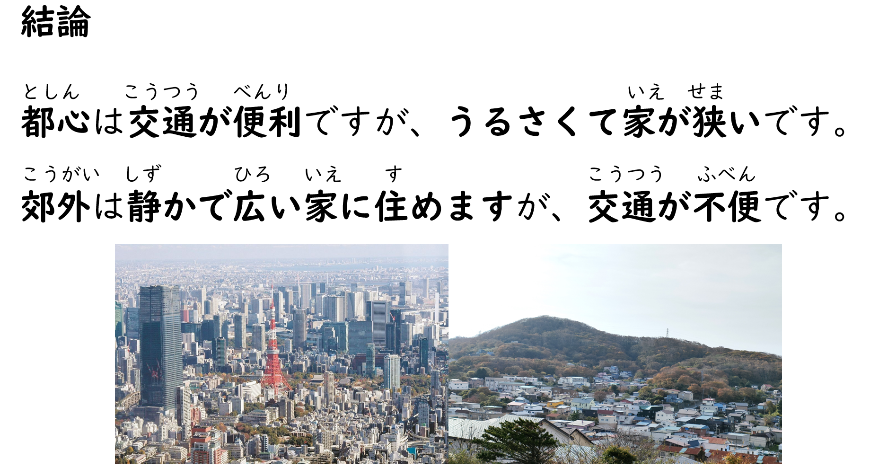 結論
としん こうつう べんり いえ せま
都心は交通が便利ですが、うるさくて家が狭いです。
こうがい しず ひろ いえ す こうつう ふべん
郊外は静かで広い家に住めますが、交通が不便です。